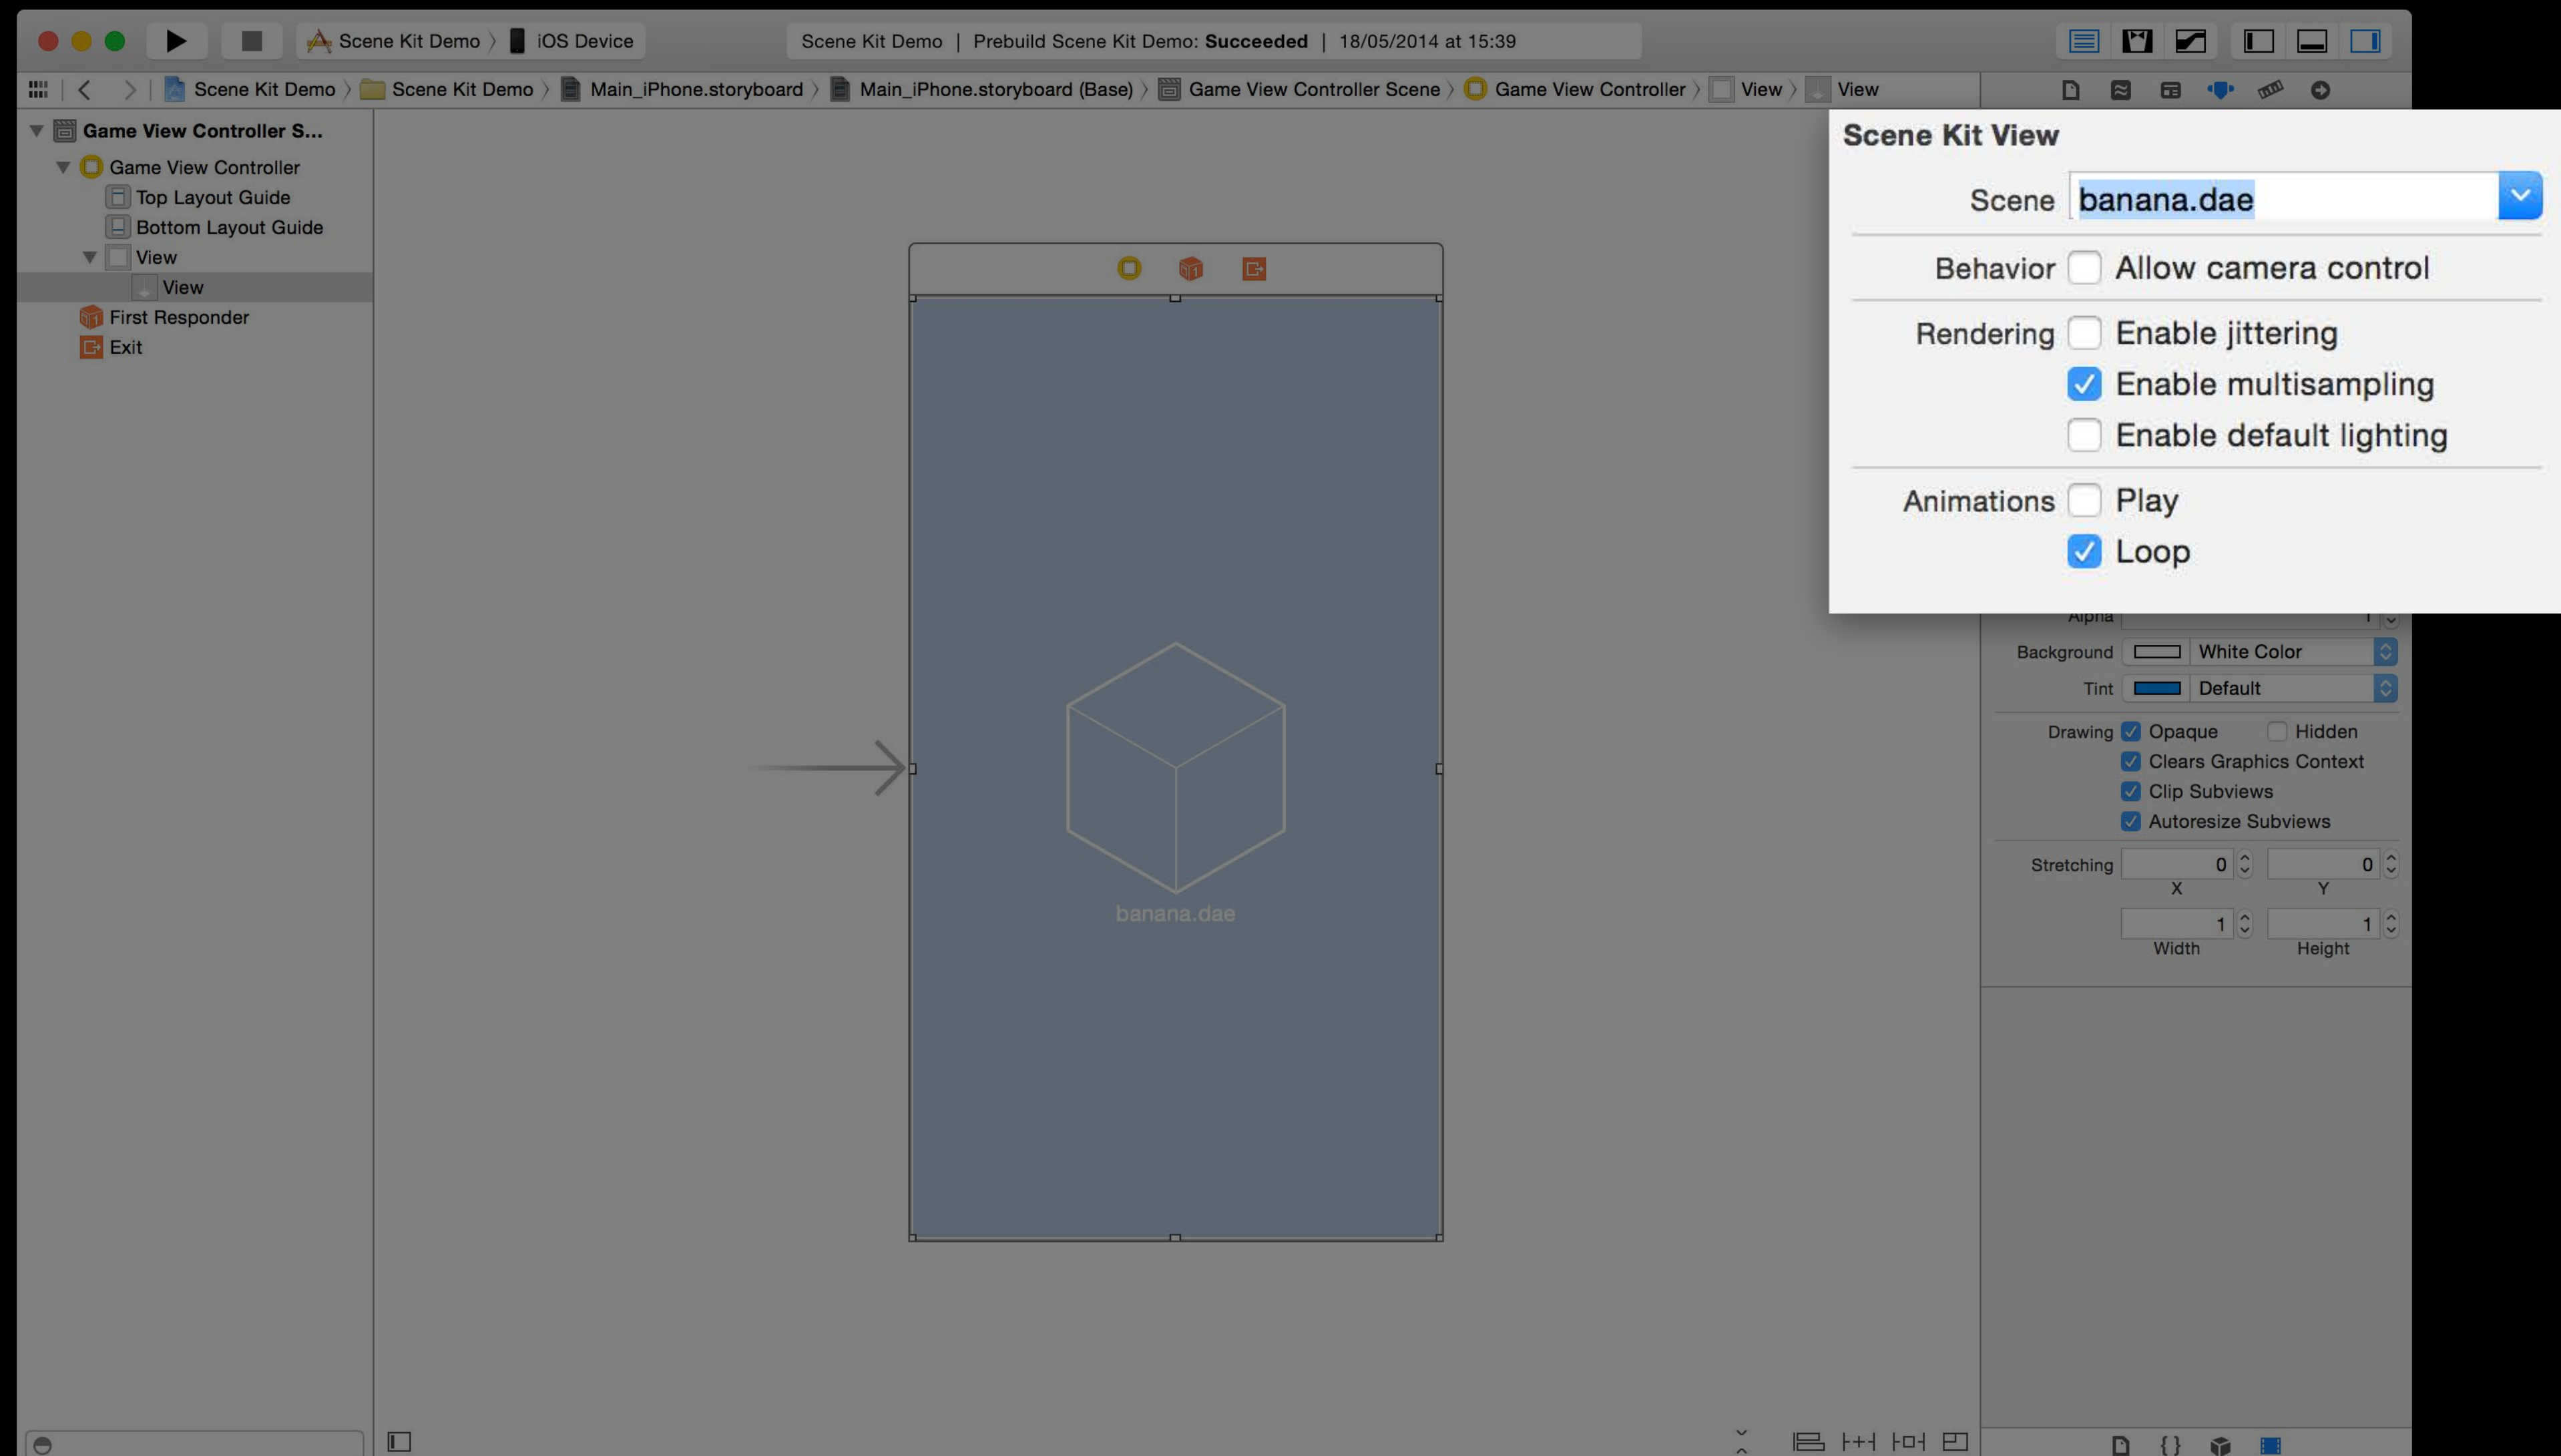 Scene Kit Demo iOS Device
Scene Kit Demo | Prebuild Scene Kit Demo: Succeeded | 18/05/2014 at 15:39
Scene Kit Demo Scene Kit Demo Main_iPhone.storyboard Main_iPhone.storyboard (Base) Game View Controller Scene Game View Controller View View
Game View Controller S...
Game View Controller
Top Layout Guide
Bottom Layout Guide
View
View
First Responder
Exit
banana.dae
Scene Kit View
Scene banana.dae
Behavior Allow camera control
Rendering Enable jittering
Enable multisampling
Enable default lighting
Animations Play
Loop
Alpha 1
Background White Color
Tint Default
Drawing Opaque Hidden
Clears Graphics Context
Clip Subviews
Autoresize Subviews
Stretching 0 0
X Y
1 1
Width Height